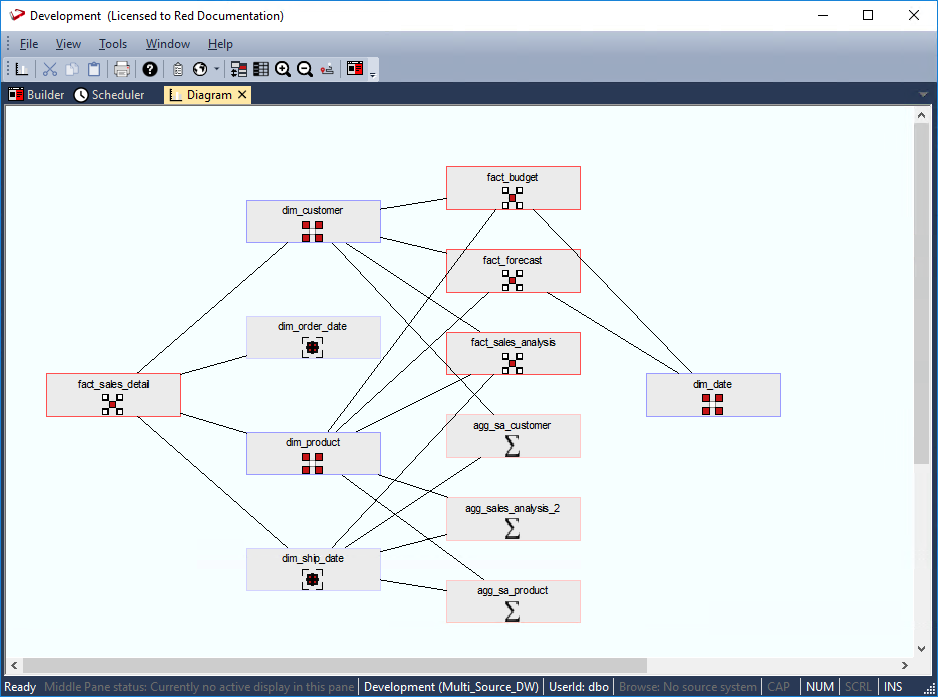 Development (Licensed to Red Documentation)
File View Tools Window Help
Builder Scheduler Diagram
fact_budget
dim_customer
fact_forecast
dim_order_date
fact_sales_analysis
fact_sales_detail
dim_date
agg_sa_customer
dim_product
agg_sales_analysis_2
dim_ship_date
agg_sa_product
Ready Middle Pane status: Currently no active display in this pane Development (Multi_Source_DW) UserId: dbo Browse: No source system CAP NUM SCRL INS